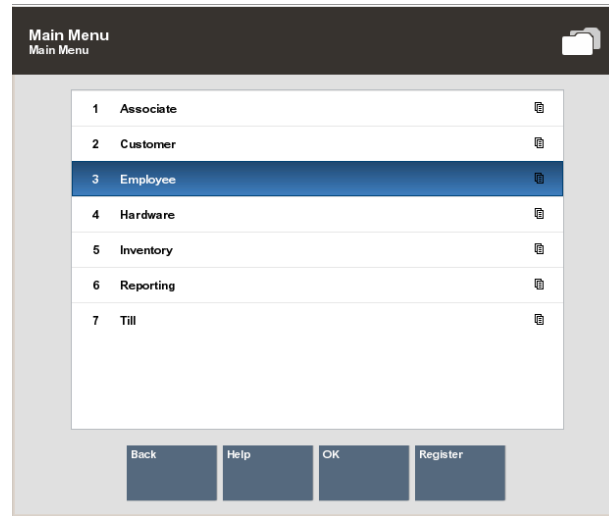 Main Menu
Main Menu
1 Associate
2 Customer
3 Employee
4 Hardware
5 Inventory
6 Reporting
7 Till
Back Help OK Register